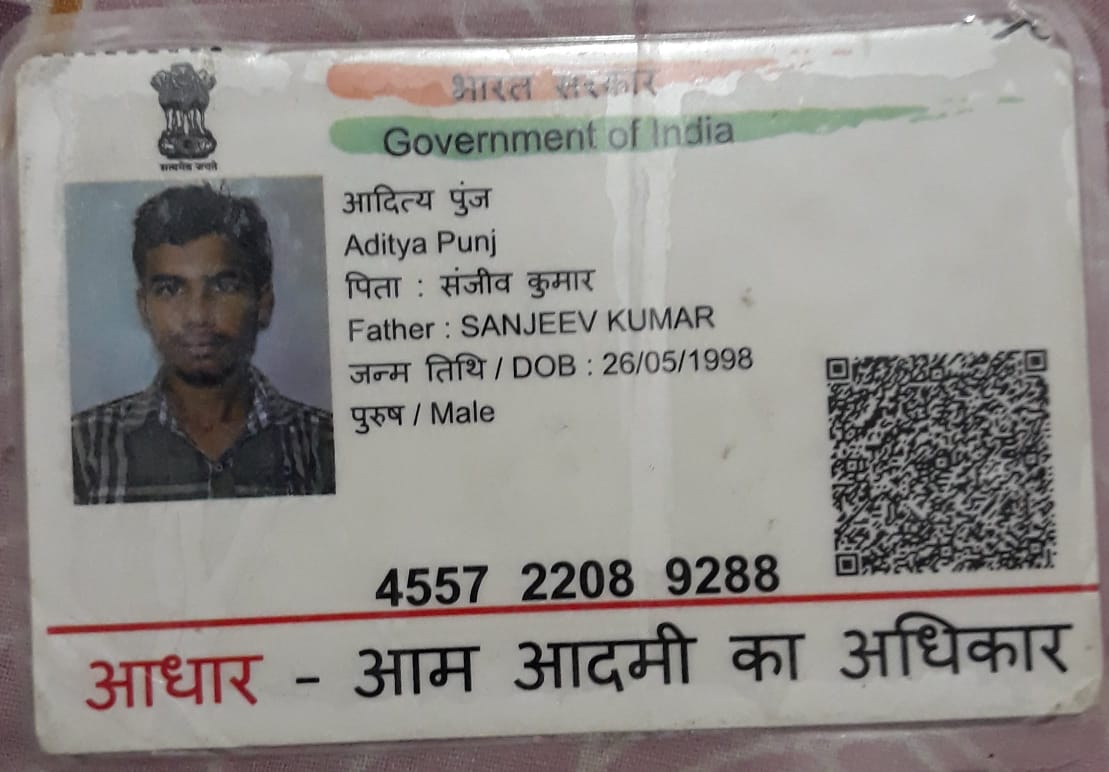 सत्यमेव जयते
भारत सरकार
Government of India
आदित्य पुंज
Aditya Punj
पिता : संजीव कुमार
Father : SANJEEV KUMAR
जन्म तिथि / DOB : 26/05/1998
पुरुष / Male
4557 2208 9288
आधार - आम आदमी का अधिकार